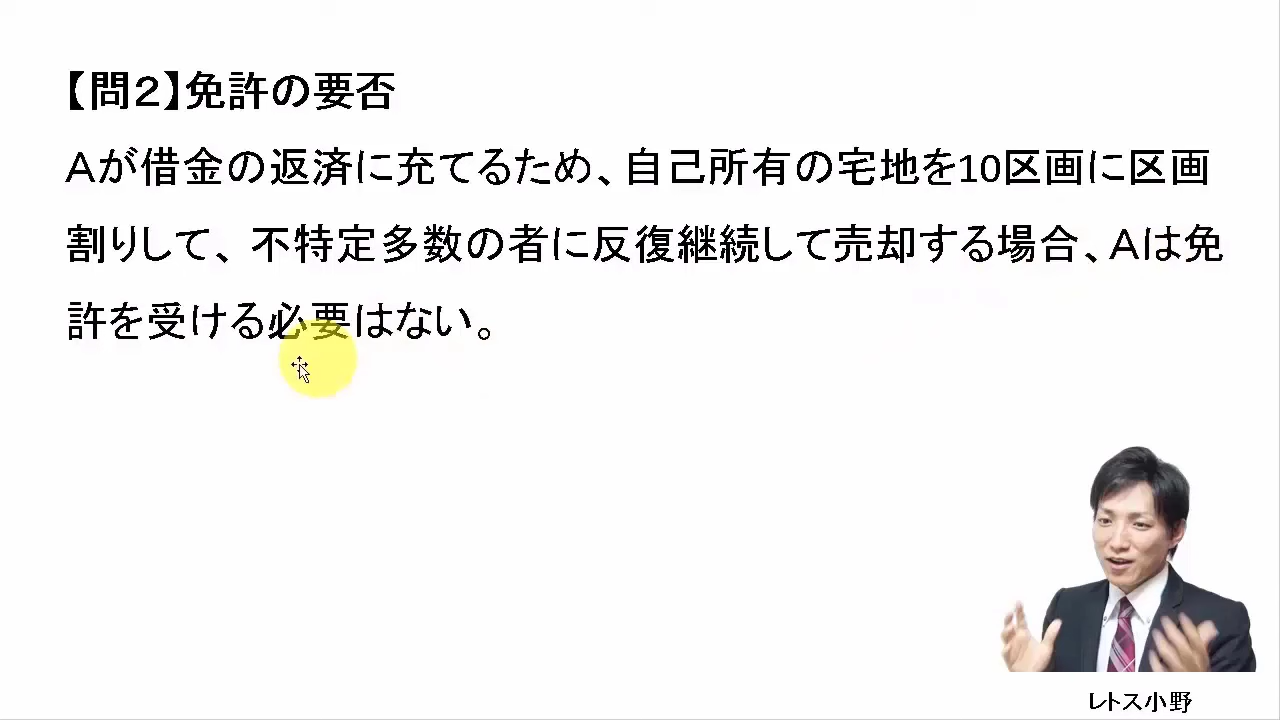 【問２】免許の要否
Ａが借金の返済に充てるため、自己所有の宅地を10区画に区画
割りして、不特定多数の者に反復継続して売却する場合、Ａは免
許を受ける必要はない。
レトス小野